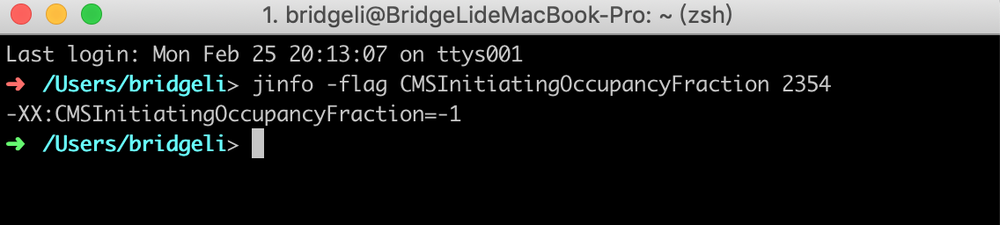 1. bridgeli@BridgeLideMacBook-Pro: ~ (zsh)
Last login: Mon Feb 25 20:13:07 on ttys001
➜ /Users/bridgeli> jinfo -flag CMSInitiatingOccupancyFraction 2354
-XX:CMSInitiatingOccupancyFraction=-1
➜ /Users/bridgeli>